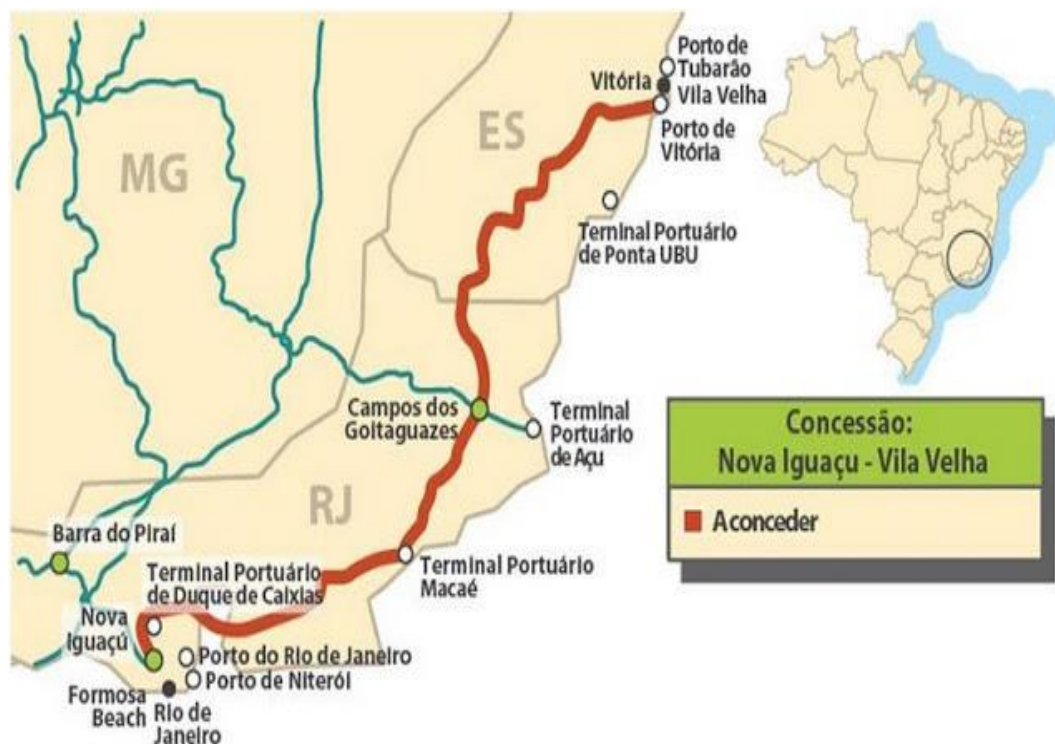 Porto de
Tubarão
Vitória
Vila Velha
Porto de
Vitória
ES
MG
Terninal Portuário
de Ponta UBU
Campos dos
Goitaguazes
Terminal
Portuário
de Açu
Concessão:
Nova Iguaçu - Vila Velha
A conceder
RJ
Barra do Piraí
Terminal Portuário
de Duque de Caixias
Terminal Portuário
Macaé
Nova
Iguaçú
Porto do Rio de Janeiro
Porto de Niterói
Formosa
Beach
Rio de
Janeiro